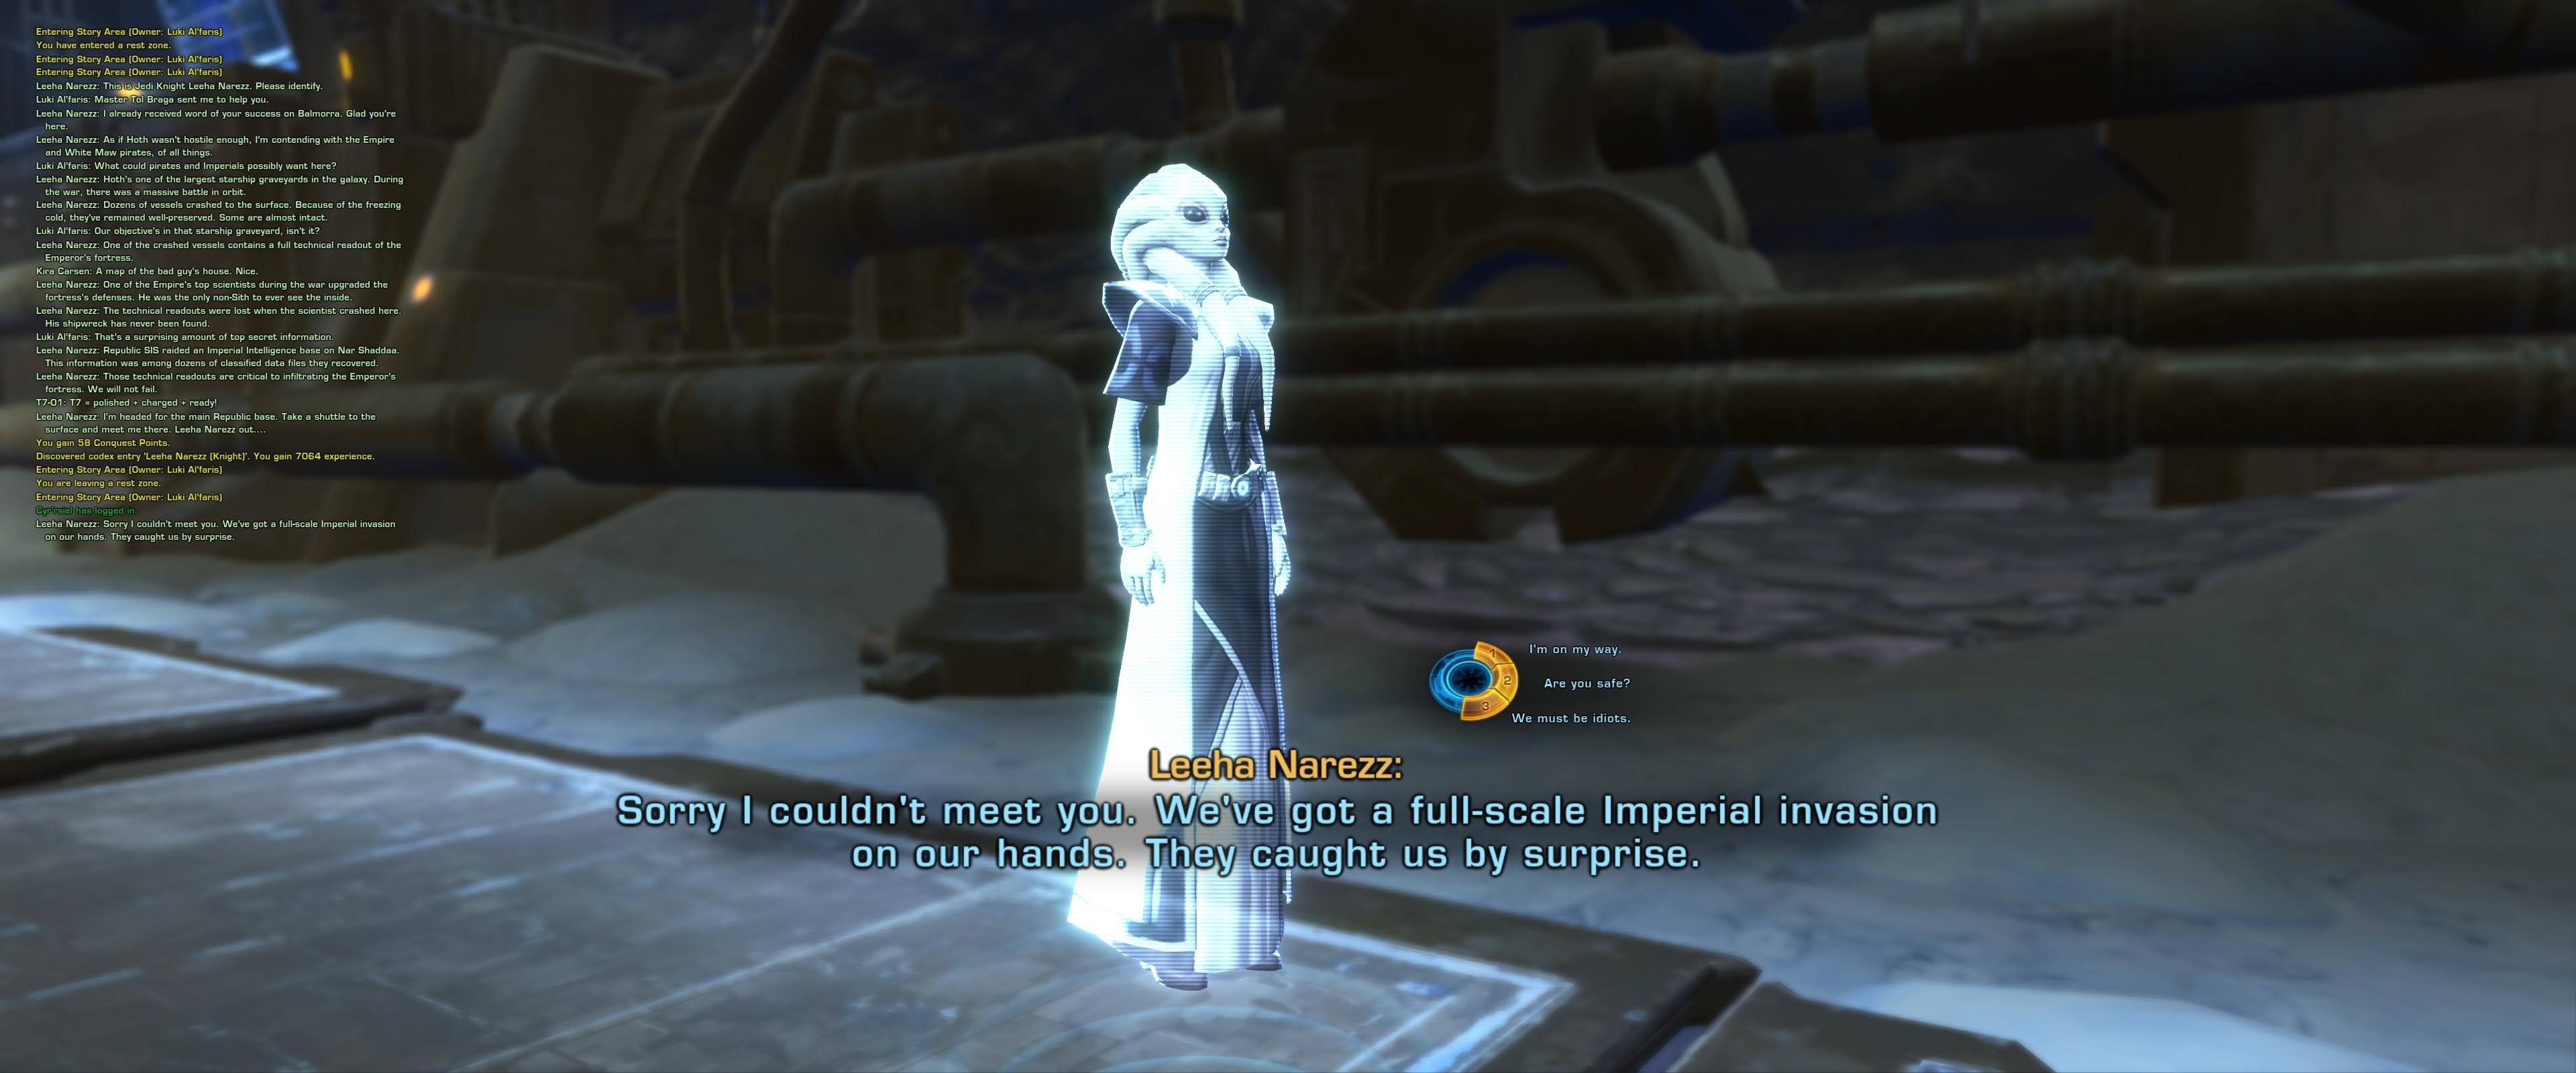 Entering Story Area (Owner: Luki Al'faris)
You have entered a rest zone.
Entering Story Area (Owner: Luki Al'faris)
Entering Story Area (Owner: Luki Al'faris)
Leeha Narezz: This is Jedi Knight Leeha Narezz. Please identify.
Luki Al'faris: Master Tol Braga sent me to help you.
Leeha Narezz: I already received word of your success on Balmorra. Glad you're
here.
Leeha Narezz: As if Hoth wasn't hostile enough, I'm contending with the Empire
and White Maw pirates, of all things.
Luki Al'faris: What could pirates and Imperials possibly want here?
Leeha Narezz: Hoth's one of the largest starship graveyards in the galaxy. During
the war, there was a massive battle in orbit.
Leeha Narezz: Dozens of vessels crashed to the surface. Because of the freezing
cold, they've remained well-preserved. Some are almost intact.
Luki Al'faris: Our objective's in that starship graveyard, isn't it?
Leeha Narezz: One of the crashed vessels contains a full technical readout of the
Emperor's fortress.
Kira Carsen: A map of the bad guy's house. Nice.
Leeha Narezz: One of the Empire's top scientists during the war upgraded the
fortress's defenses. He was the only non-Sith to ever see the inside.
Leeha Narezz: The technical readouts were lost when the scientist crashed here.
His shipwreck has never been found.
Luki Al'faris: That's a surprising amount of top secret information.
Leeha Narezz: Republic SIS raided an Imperial Intelligence base on Nar Shaddaa.
This information was among dozens of classified data files they recovered.
Leeha Narezz: Those technical readouts are critical to infiltrating the Emperor's
fortress. We will not fail.
T7-01: T7 = polished + charged + ready!
Leeha Narezz: I'm headed for the main Republic base. Take a shuttle to the
surface and meet me there. Leeha Narezz out....
You gain 58 Conquest Points.
Discovered codex entry 'Leeha Narezz (Knight)'. You gain 7064 experience.
Entering Story Area (Owner: Luki Al'faris)
You are leaving a rest zone.
Entering Story Area (Owner: Luki Al'faris)
Cyr'rsiel has logged in.
Leeha Narezz: Sorry I couldn't meet you. We've got a full-scale Imperial invasion
on our hands. They caught us by surprise.
1 I'm on my way.
2 Are you safe?
3 We must be idiots.
Leeha Narezz:
Sorry I couldn't meet you. We've got a full-scale Imperial invasion
on our hands. They caught us by surprise.